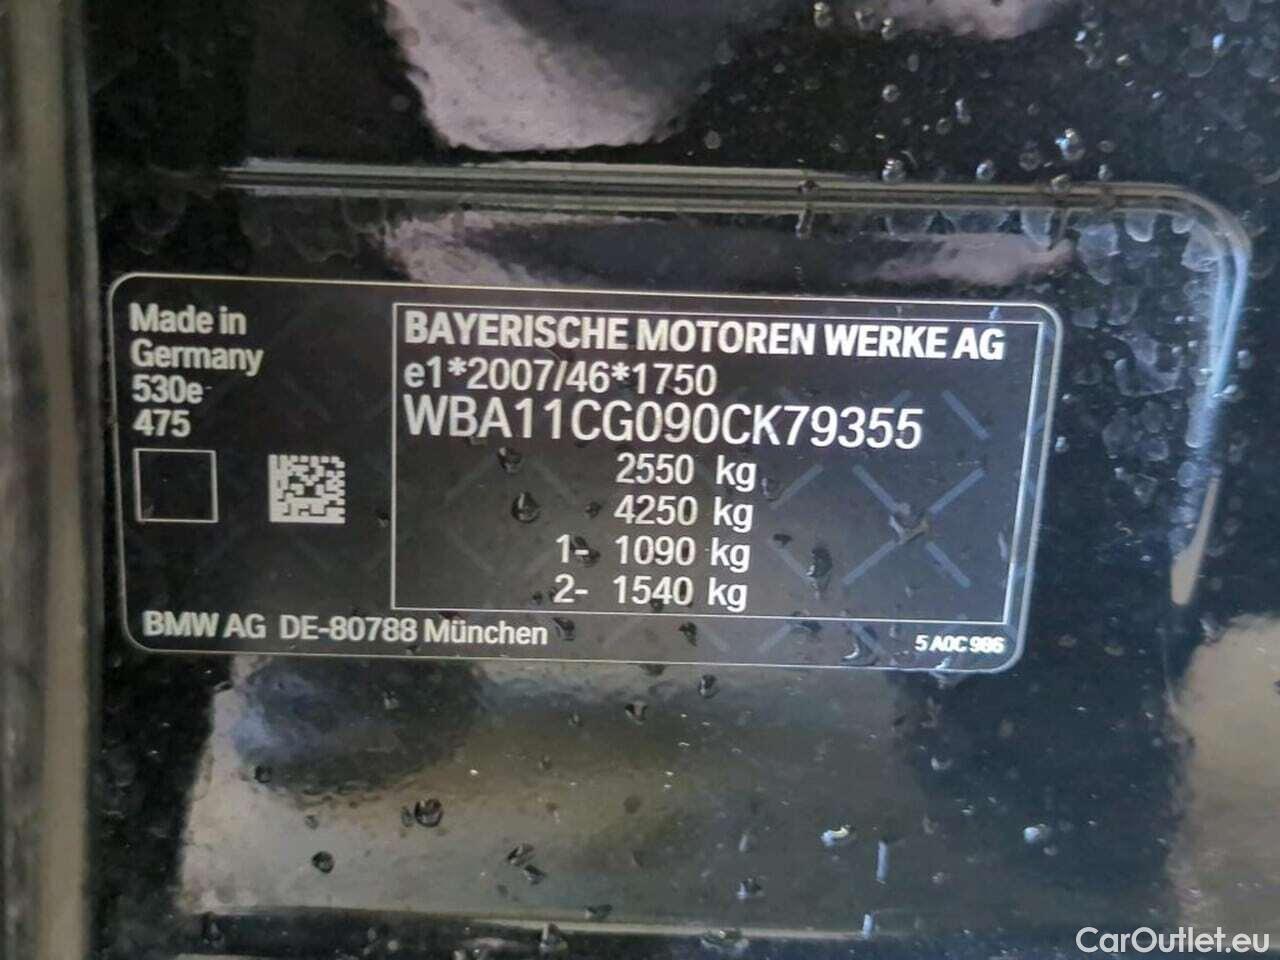 Made in
Germany
530e
475
BAYERISCHE MOTOREN WERKE AG
e1*2007/46*1750
WBA11CG090CK79355
2550 kg
4250 kg
1- 1090 kg
2- 1540 kg
BMW AG DE-80788 München
5 A0C 986
CarOutlet.eu